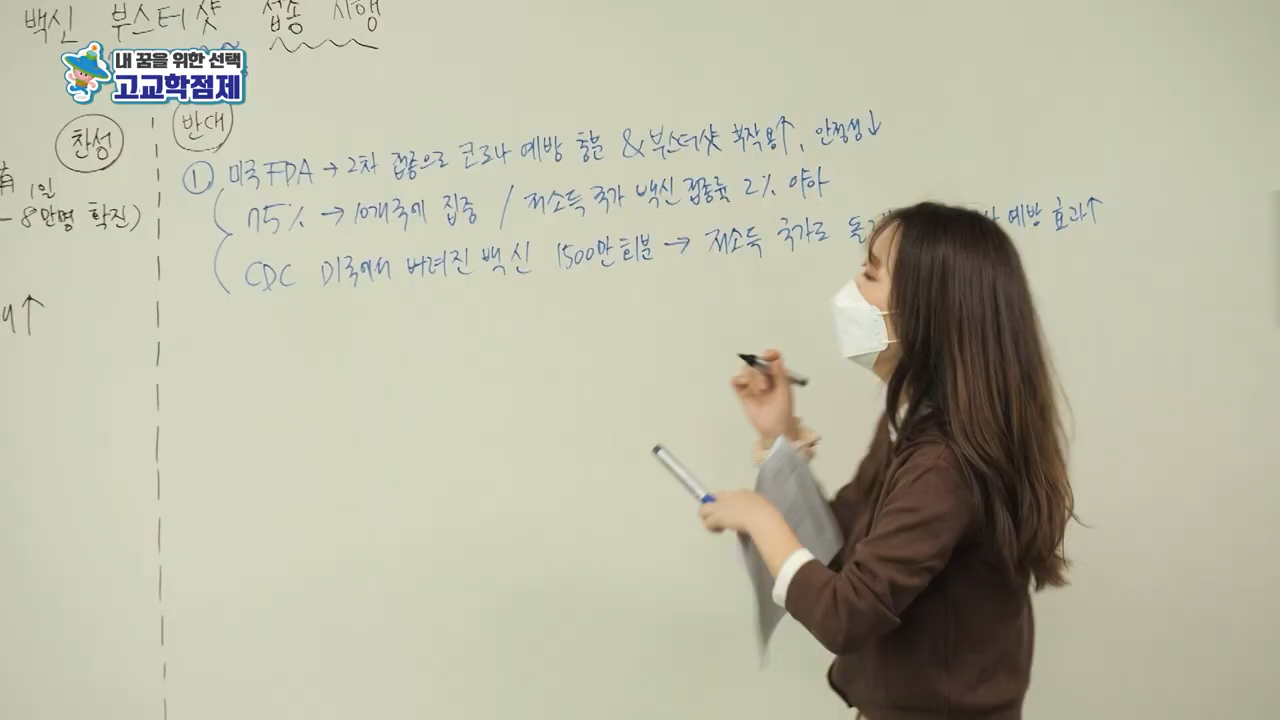 백신 부스터샷 접종 시행
내 꿈을 위한 선택
고교학점제
찬성
반대
1일
8만명 확진)
↑
① 미국 FDA → 2차 접종으로 코로나 예방 충분 & 부스터샷 부작용↑, 안정성↓
75% → 10개국에 집중 / 저소득 국가 백신 접종률 2% 미만
CDC 미국에서 버려진 백신 1500만 회분 → 저소득 국가로 예방 효과↑